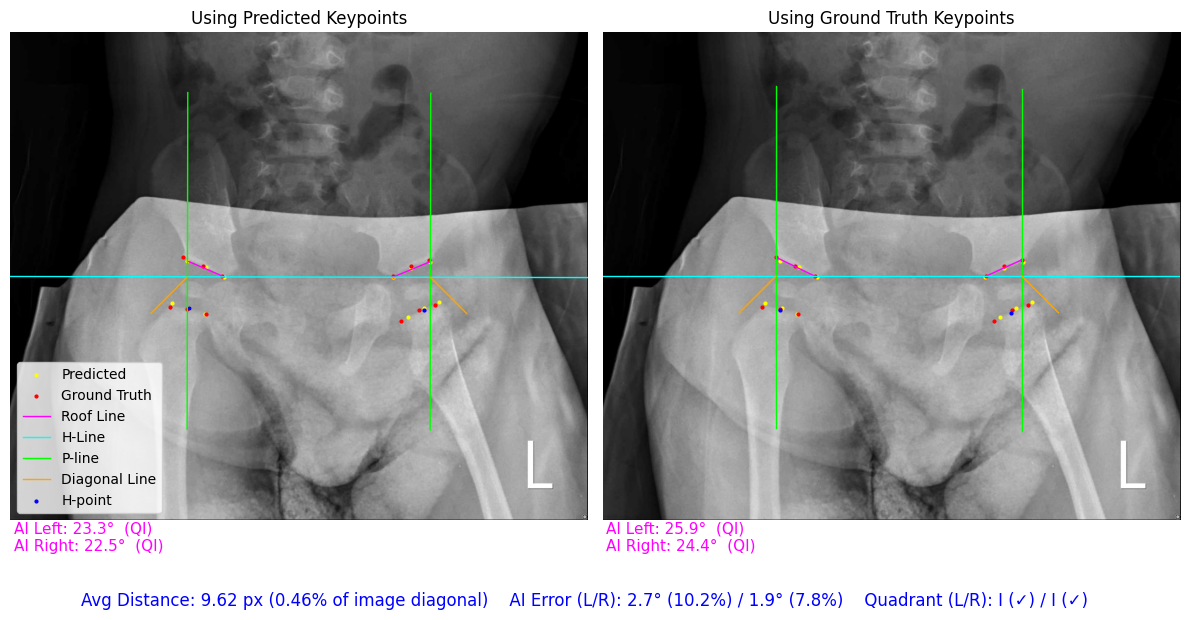 Using Predicted Keypoints
Using Ground Truth Keypoints
Predicted
Ground Truth
Roof Line
H-Line
P-line
Diagonal Line
H-point
L
L
AI Left: 23.3°  (QI)
AI Right: 22.5°  (QI)
AI Left: 25.9°  (QI)
AI Right: 24.4°  (QI)
Avg Distance: 9.62 px (0.46% of image diagonal)    AI Error (L/R): 2.7° (10.2%) / 1.9° (7.8%)    Quadrant (L/R): I (✓) / I (✓)